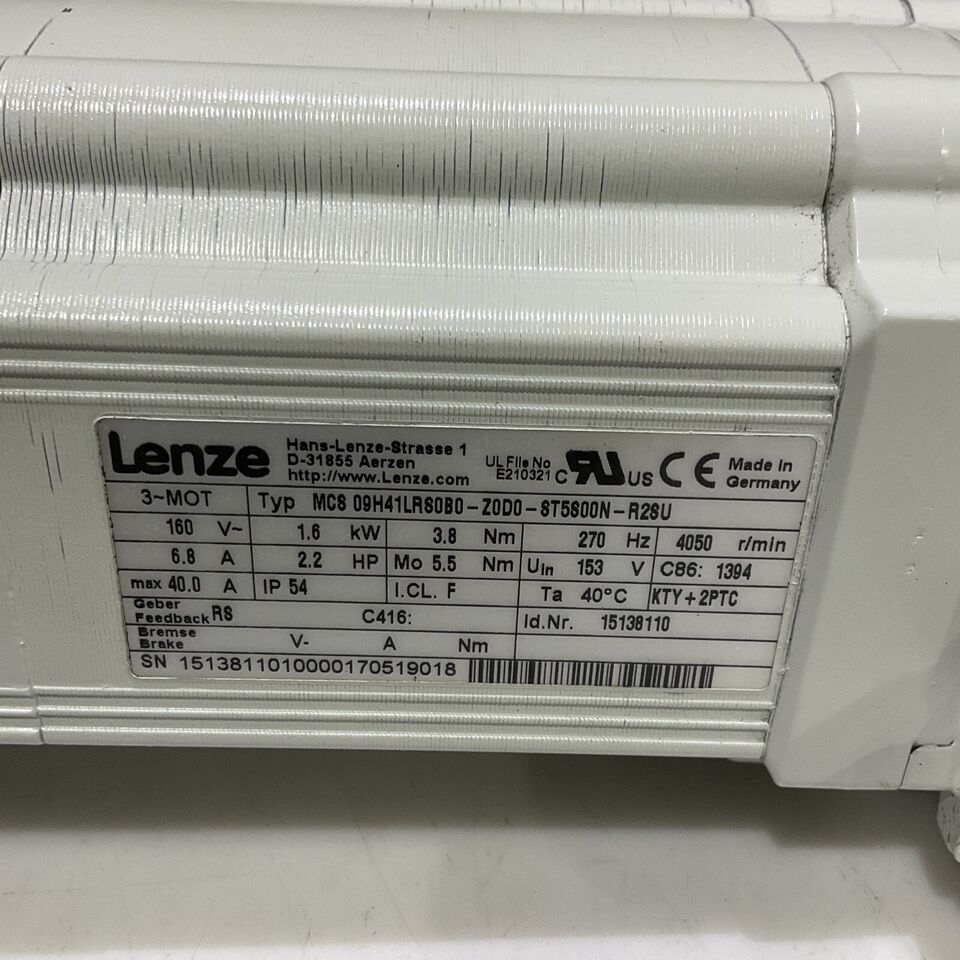 Lenze Hans-Lenze-Strasse 1
D-31855 Aerzen
http://www.Lenze.com
UL File No
E210321 c RU US CE Made in
Germany
3~MOT Typ MCS 09H41LRS0B0-Z0D0-ST5S00N-R2SU
160 V~ 1.6 kW 3.8 Nm 270 Hz 4050 r/min
6.8 A 2.2 HP Mo 5.5 Nm Uin 153 V C86: 1394
max 40.0 A IP 54 I.CL. F Ta 40°C KTY+2PTC
Geber
Feedback RS C416: Id.Nr. 15138110
Bremse
Brake V- A Nm
SN 1513811010000170519018